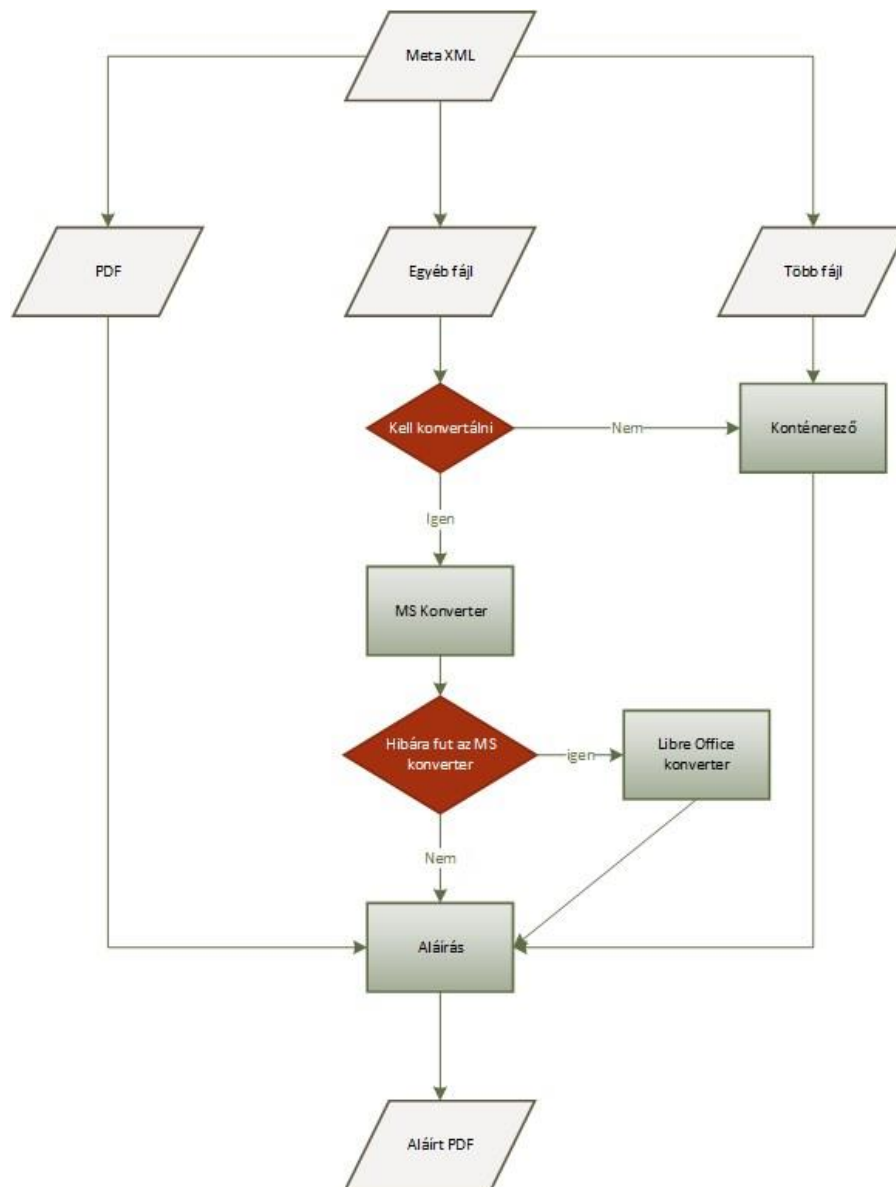 Meta XML
PDF
Egyéb fájl
Több fájl
Kell konvertálni
Nem
Konténerező
Igen
MS Konverter
Hibára fut az MS
konverter
igen
Libre Office
konverter
Nem
Aláírás
Aláírt PDF